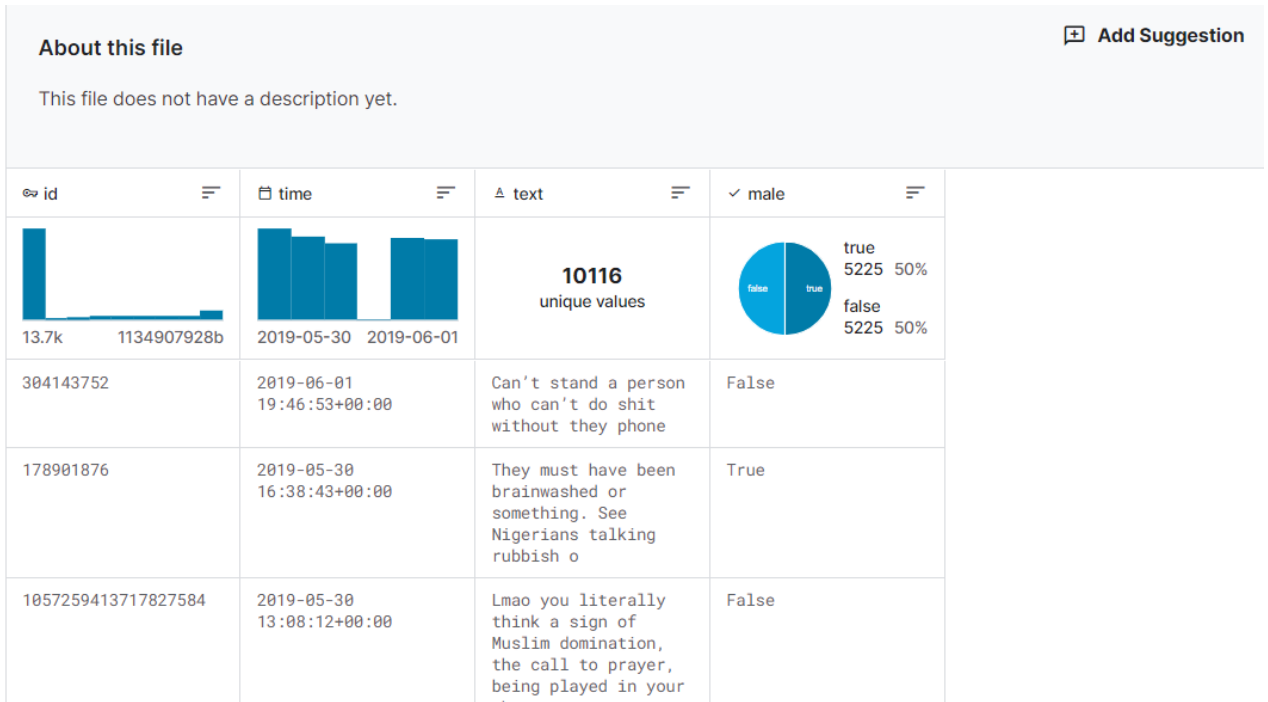 About this file
Add Suggestion
This file does not have a description yet.
id
time
text
male
13.7k
1134907928b
2019-05-30
2019-06-01
10116
unique values
false
true
true
5225 50%
false
5225 50%
304143752
2019-06-01
19:46:53+00:00
Can’t stand a person
who can’t do shit
without they phone
False
178901876
2019-05-30
16:38:43+00:00
They must have been
brainwashed or
something. See
Nigerians talking
rubbish o
True
1057259413717827584
2019-05-30
13:08:12+00:00
Lmao you literally
think a sign of
Muslim domination,
the call to prayer,
being played in your
False